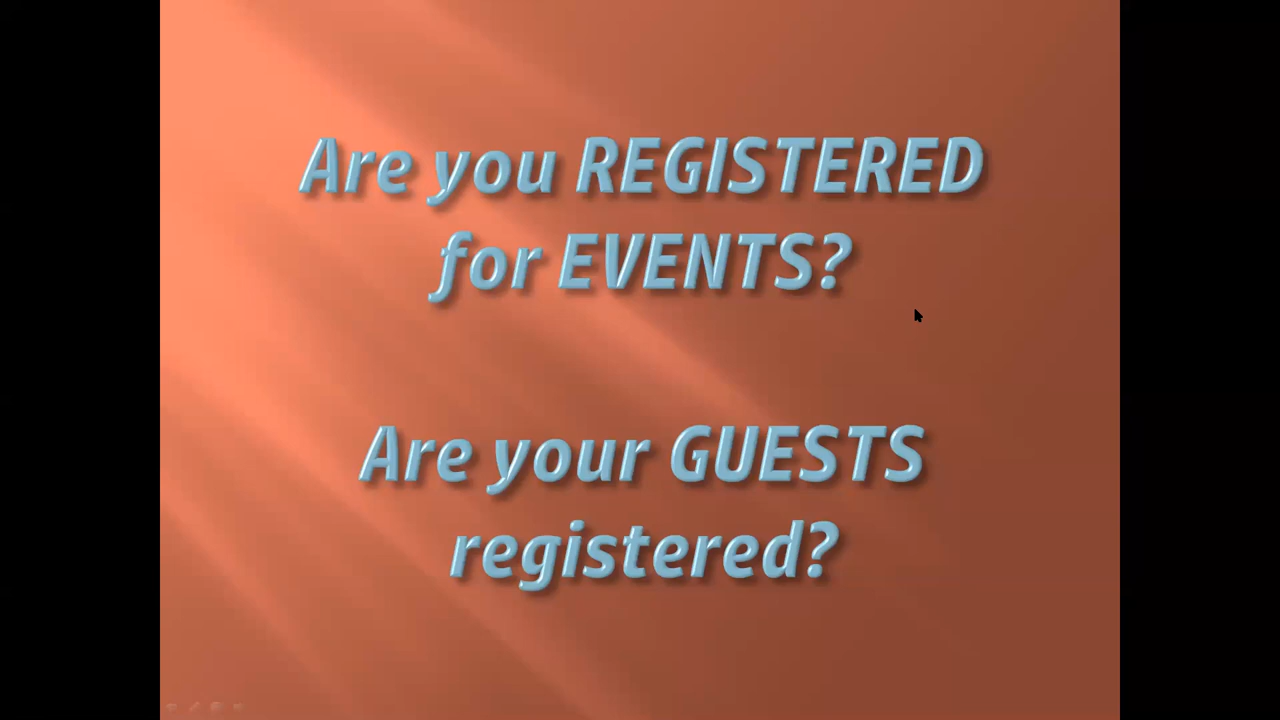 Are you REGISTERED
for EVENTS?
Are your GUESTS
registered?